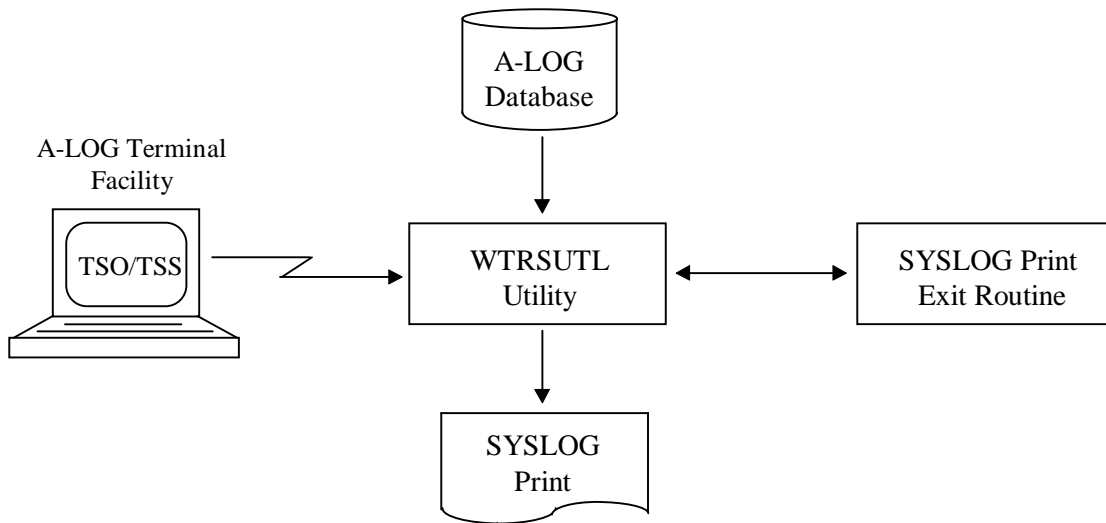 A-LOG
Database
A-LOG Terminal
Facility
TSO/TSS
WTRSUTL
Utility
SYSLOG Print
Exit Routine
SYSLOG
Print